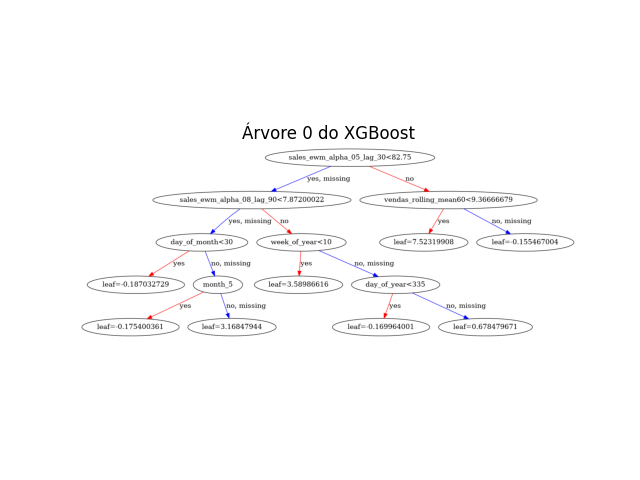 Árvore 0 do XGBoost
sales_ewm_alpha_05_lag_30<82.75
yes, missing
no
sales_ewm_alpha_08_lag_90<7.87200022
vendas_rolling_mean60<9.36666679
yes, missing
no
yes
no, missing
day_of_month<30
week_of_year<10
leaf=7.52319908
leaf=-0.155467004
yes
no, missing
yes
no, missing
leaf=-0.187032729
month_5
leaf=3.58986616
day_of_year<335
yes
no, missing
yes
no, missing
leaf=-0.175400361
leaf=3.16847944
leaf=-0.169964001
leaf=0.678479671